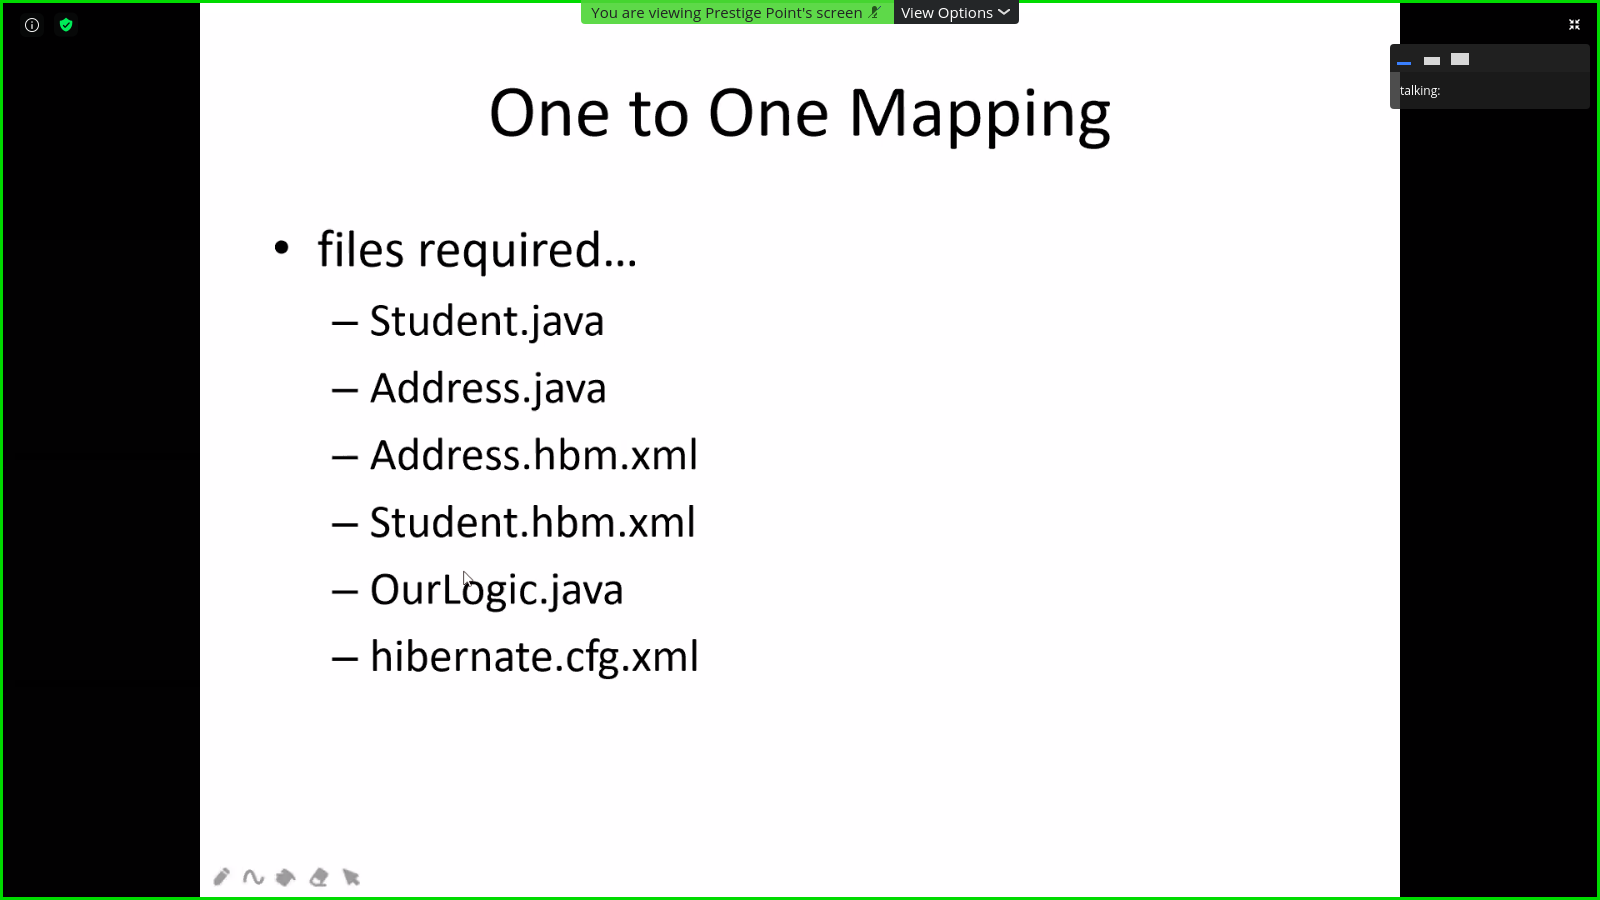 You are viewing Prestige Point's screen View Options
talking:
One to One Mapping
• files required...
– Student.java
– Address.java
– Address.hbm.xml
– Student.hbm.xml
– OurLogic.java
– hibernate.cfg.xml